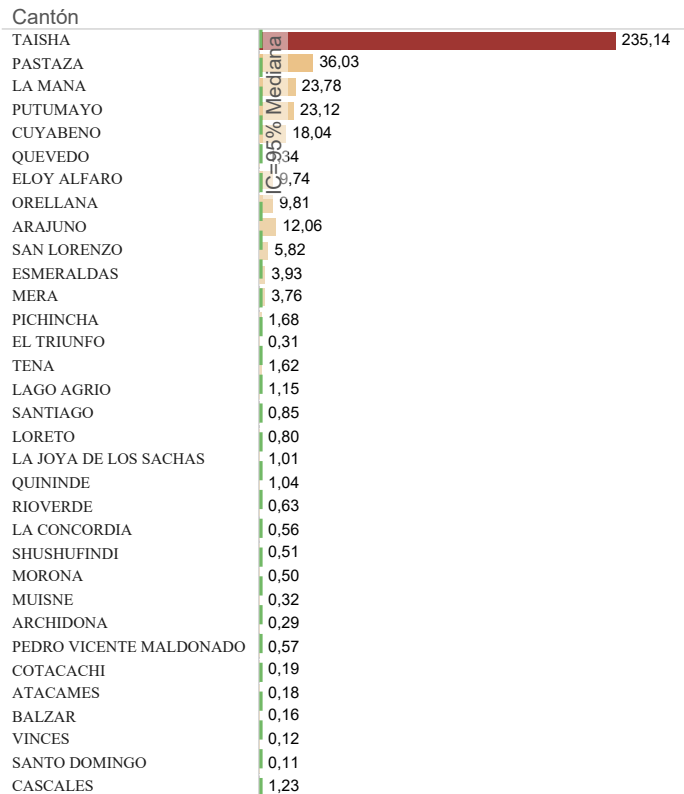 Cantón
TAISHA 235,14
PASTAZA 36,03
LA MANA 23,78
PUTUMAYO 23,12
CUYABENO 18,04
QUEVEDO
ELOY ALFARO 9,74
ORELLANA 9,81
ARAJUNO 12,06
SAN LORENZO 5,82
ESMERALDAS 3,93
MERA 3,76
PICHINCHA 1,68
EL TRIUNFO 0,31
TENA 1,62
LAGO AGRIO 1,15
SANTIAGO 0,85
LORETO 0,80
LA JOYA DE LOS SACHAS 1,01
QUININDE 1,04
RIOVERDE 0,63
LA CONCORDIA 0,56
SHUSHUFINDI 0,51
MORONA 0,50
MUISNE 0,32
ARCHIDONA 0,29
PEDRO VICENTE MALDONADO 0,57
COTACACHI 0,19
ATACAMES 0,18
BALZAR 0,16
VINCES 0,12
SANTO DOMINGO 0,11
CASCALES 1,23
IC=95% Mediana